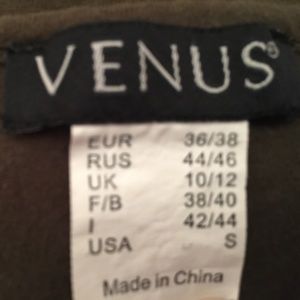 VENUS®
EUR 36/38
RUS 44/46
UK 10/12
F/B 38/40
I 42/44
USA S
Made in China